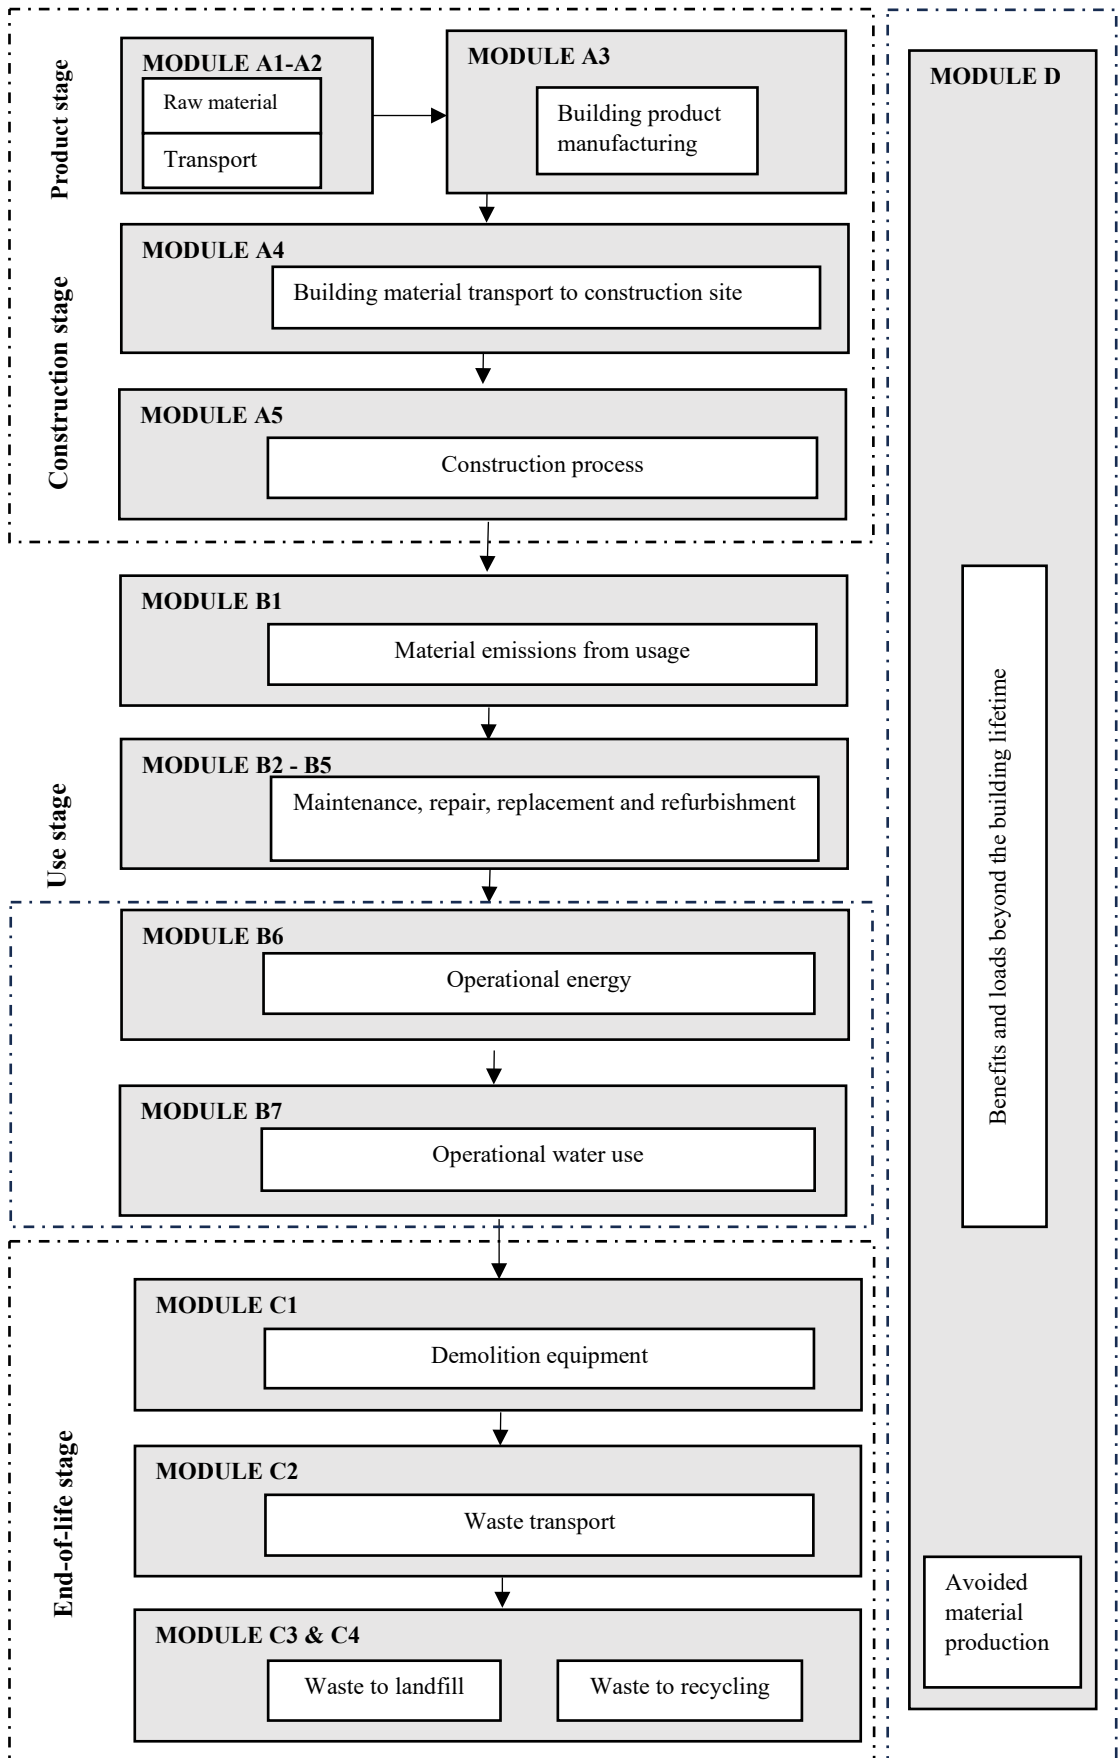 Product stage
MODULE A1-A2
Raw material
Transport
MODULE A3
Building product
manufacturing
Construction stage
MODULE A4
Building material transport to construction site
MODULE A5
Construction process
Use stage
MODULE B1
Material emissions from usage
MODULE B2 - B5
Maintenance, repair, replacement and refurbishment
MODULE B6
Operational energy
MODULE B7
Operational water use
End-of-life stage
MODULE C1
Demolition equipment
MODULE C2
Waste transport
MODULE C3 & C4
Waste to landfill
Waste to recycling
MODULE D
Benefits and loads beyond the building lifetime
Avoided
material
production